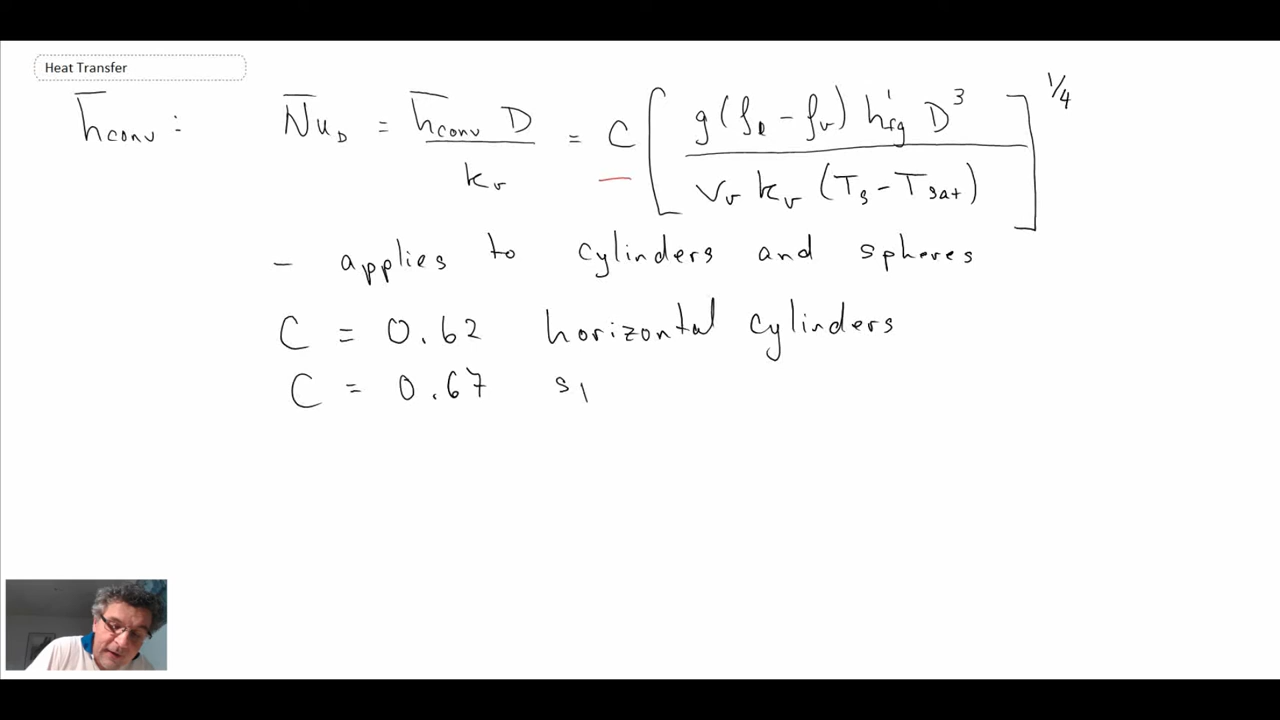 Heat Transfer
h̅conv : N̅uD = h̅conv D / kv = C [ g(ρl − ρv) h'fg D³ / νv kv (Ts − Tsat) ]^1/4
– applies to cylinders and spheres
C = 0.62 horizontal cylinders
C = 0.67